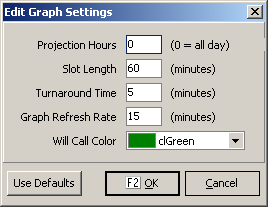 Edit Graph Settings
Projection Hours 0 (0 = all day)
Slot Length 60 (minutes)
Turnaround Time 5 (minutes)
Graph Refresh Rate 15 (minutes)
Will Call Color clGreen
Use Defaults F2 OK Cancel